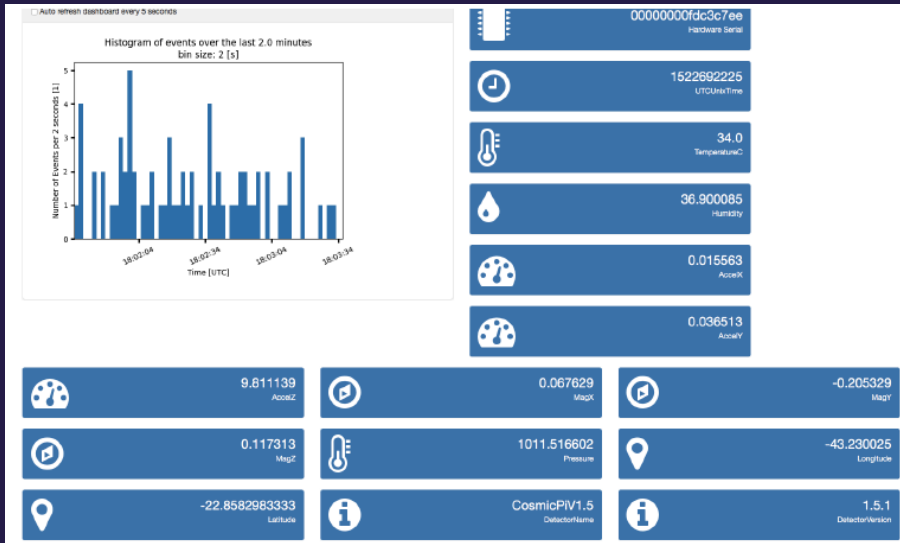 Auto refresh dashboard every 5 seconds
Histogram of events over the last 2.0 minutes
bin size: 2 [s]
Number of Events per 2 seconds [1]
5
4
3
2
1
0
18:02:04
18:02:34
18:03:04
18:03:34
Time [UTC]
00000000fdc3c7ee
Hardware Serial
1522692225
UTCUnixTime
34.0
TemperatureC
36.900085
Humidity
0.015563
AccelX
0.036513
AccelY
9.811139
AccelZ
0.067629
MagX
-0.205329
MagY
0.117313
MagZ
1011.516602
Pressure
-43.230025
Longitude
-22.8582983333
Latitude
CosmicPiV1.5
DetectorName
1.5.1
DetectorVersion